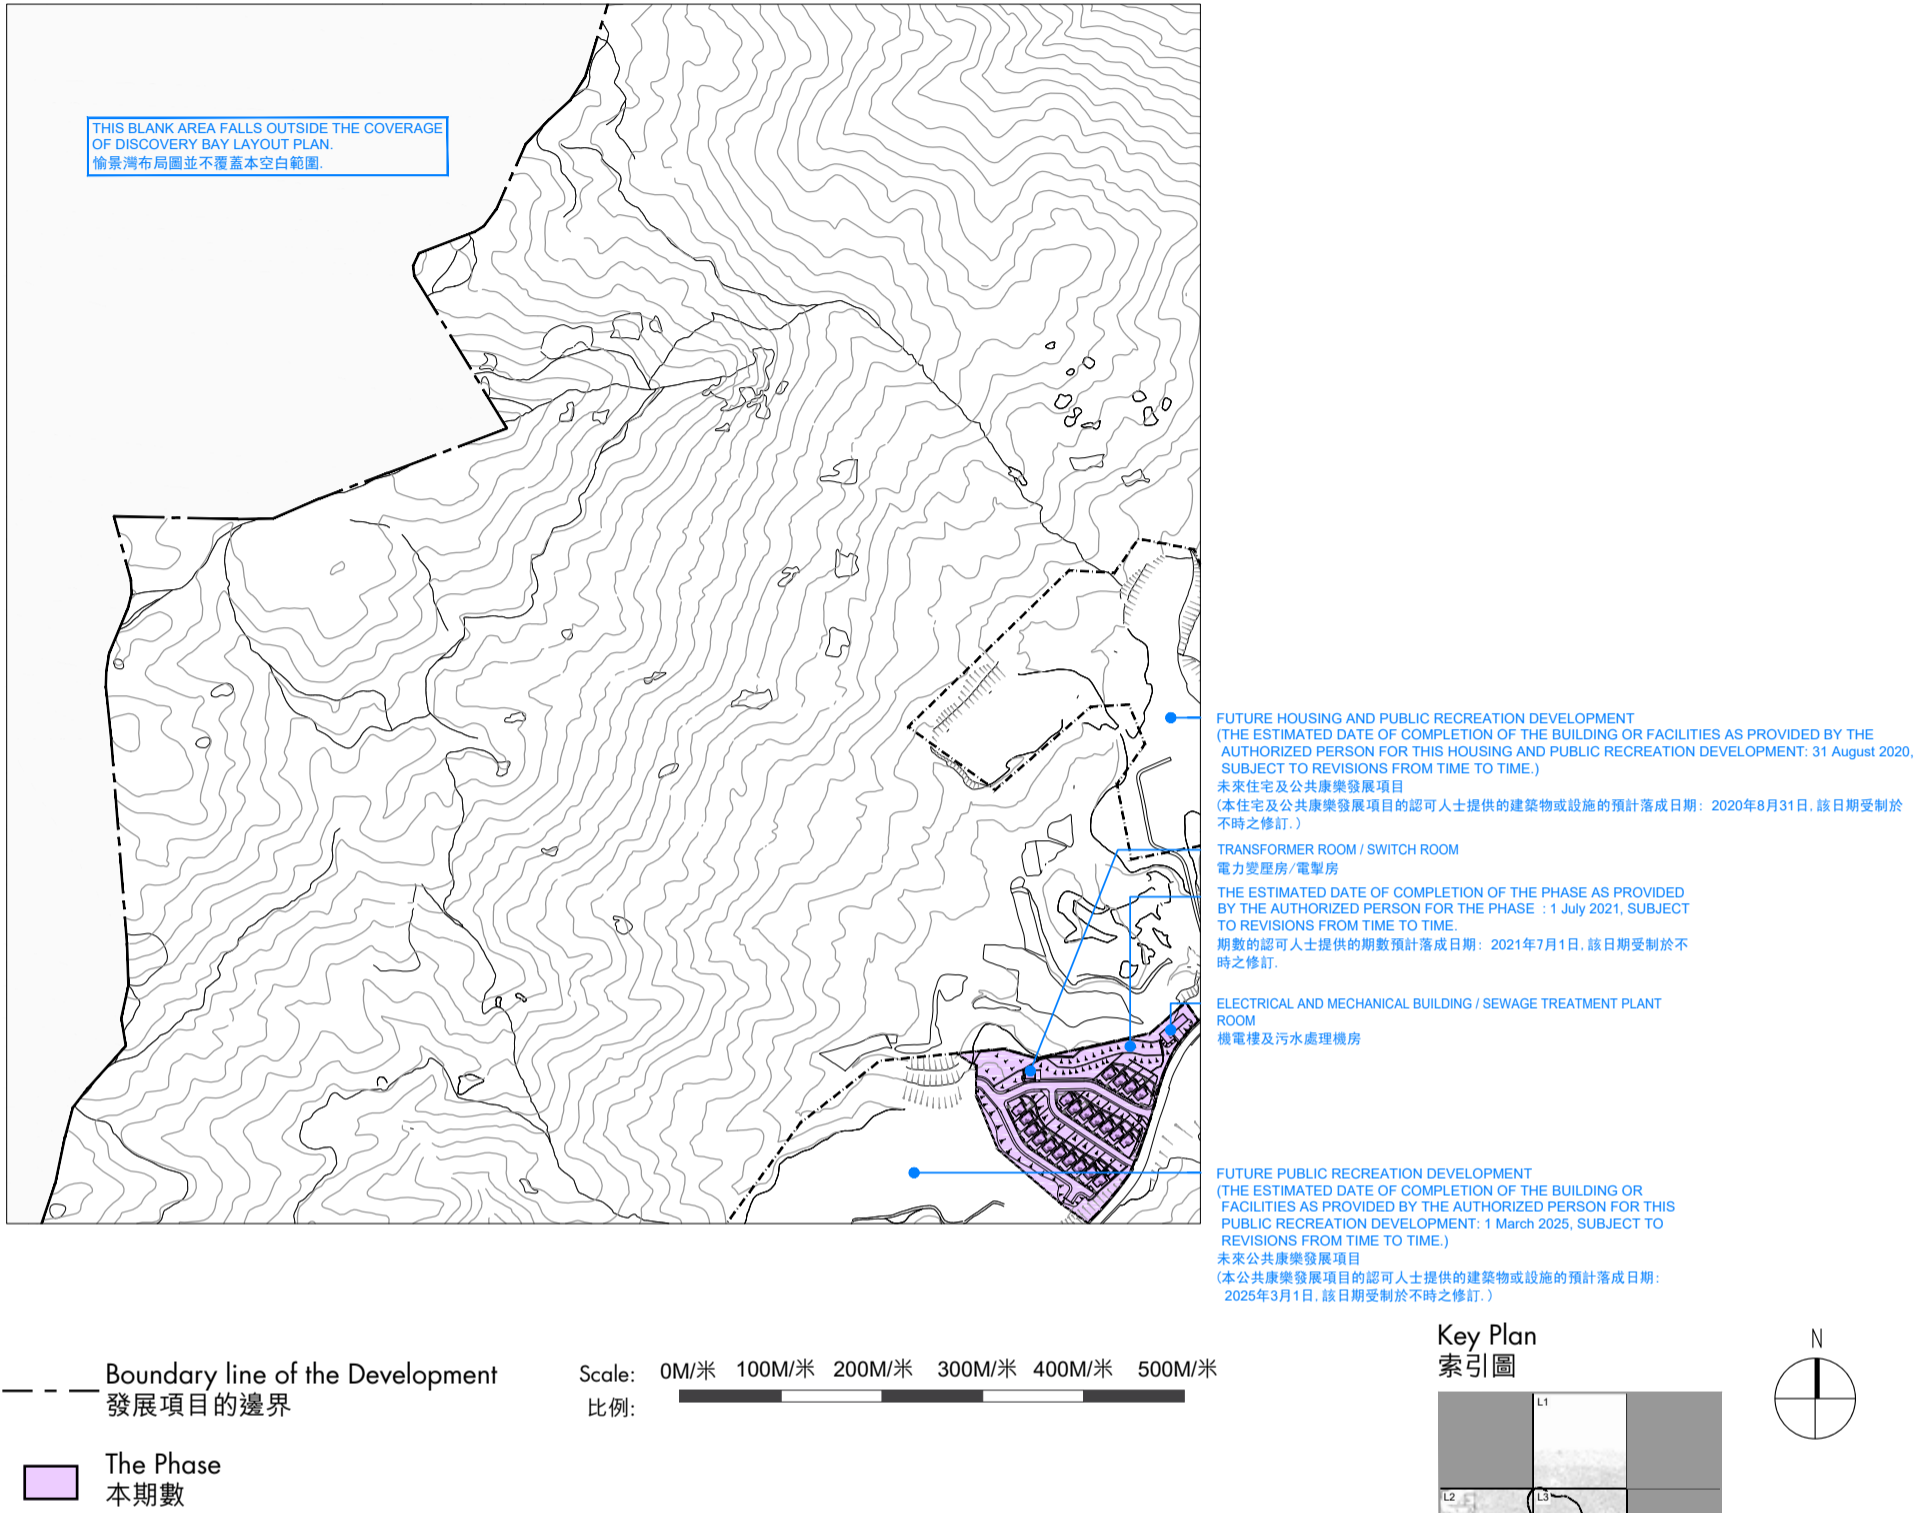 THIS BLANK AREA FALLS OUTSIDE THE COVERAGE
OF DISCOVERY BAY LAYOUT PLAN.
愉景灣布局圖並不覆蓋本空白範圍.
FUTURE HOUSING AND PUBLIC RECREATION DEVELOPMENT
(THE ESTIMATED DATE OF COMPLETION OF THE BUILDING OR FACILITIES AS PROVIDED BY THE
AUTHORIZED PERSON FOR THIS HOUSING AND PUBLIC RECREATION DEVELOPMENT: 31 August 2020,
SUBJECT TO REVISIONS FROM TIME TO TIME.)
未來住宅及公共康樂發展項目
(本住宅及公共康樂發展項目的認可人士提供的建築物或設施的預計落成日期: 2020年8月31日, 該日期受制於
不時之修訂. )
TRANSFORMER ROOM / SWITCH ROOM
電力變壓房/電掣房
THE ESTIMATED DATE OF COMPLETION OF THE PHASE AS PROVIDED
BY THE AUTHORIZED PERSON FOR THE PHASE : 1 July 2021, SUBJECT
TO REVISIONS FROM TIME TO TIME.
期數的認可人士提供的期數預計落成日期: 2021年7月1日, 該日期受制於不
時之修訂.
ELECTRICAL AND MECHANICAL BUILDING / SEWAGE TREATMENT PLANT
ROOM
機電樓及污水處理機房
FUTURE PUBLIC RECREATION DEVELOPMENT
(THE ESTIMATED DATE OF COMPLETION OF THE BUILDING OR
FACILITIES AS PROVIDED BY THE AUTHORIZED PERSON FOR THIS
PUBLIC RECREATION DEVELOPMENT: 1 March 2025, SUBJECT TO
REVISIONS FROM TIME TO TIME.)
未來公共康樂發展項目
(本公共康樂發展項目的認可人士提供的建築物或設施的預計落成日期:
2025年3月1日, 該日期受制於不時之修訂. )
Boundary line of the Development
發展項目的邊界
The Phase
本期數
Scale: 0M/米 100M/米 200M/米 300M/米 400M/米 500M/米
比例:
Key Plan
索引圖
N
L1
L2 L3